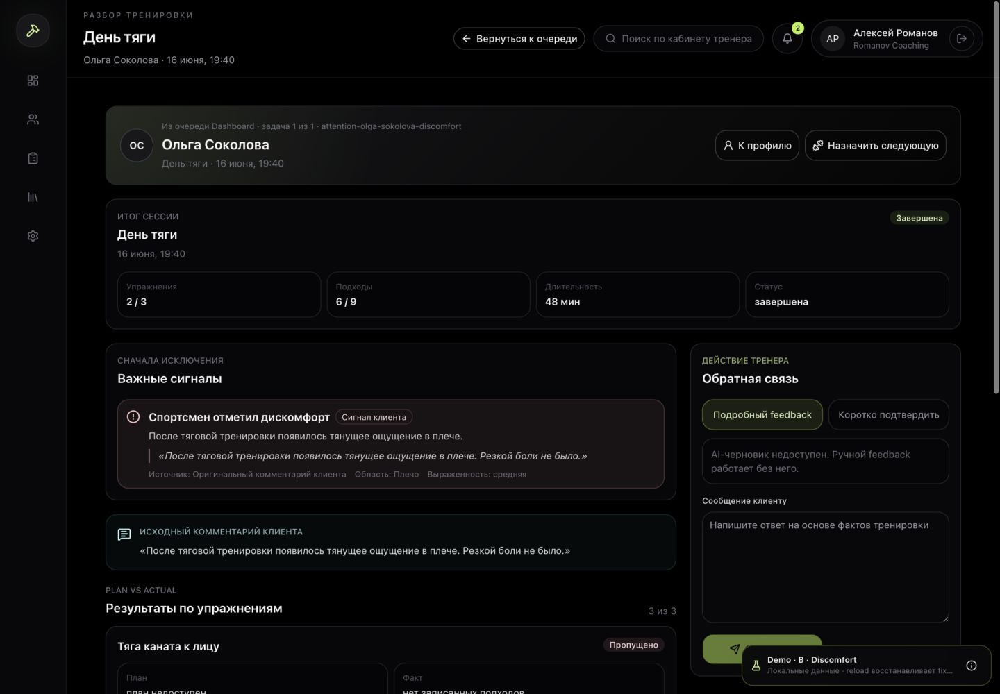 РАЗБОР ТРЕНИРОВКИ
День тяги
Ольга Соколова · 16 июня, 19:40
Вернуться к очереди
Поиск по кабинету тренера
2
АР
Алексей Романов
Romanov Coaching
Из очереди Dashboard · задача 1 из 1 · attention-olga-sokolova-discomfort
ОС
Ольга Соколова
День тяги · 16 июня, 19:40
К профилю
Назначить следующую
ИТОГ СЕССИИ
День тяги
16 июня, 19:40
Завершена
Упражнения
2 / 3
Подходы
6 / 9
Длительность
48 мин
Статус
завершена
СНАЧАЛА ИСКЛЮЧЕНИЯ
Важные сигналы
Спортсмен отметил дискомфорт
Сигнал клиента
После тяговой тренировки появилось тянущее ощущение в плече.
«После тяговой тренировки появилось тянущее ощущение в плече. Резкой боли не было.»
Источник: Оригинальный комментарий клиента Область: Плечо Выраженность: средняя
ИСХОДНЫЙ КОММЕНТАРИЙ КЛИЕНТА
«После тяговой тренировки появилось тянущее ощущение в плече. Резкой боли не было.»
PLAN VS ACTUAL
Результаты по упражнениям
3 из 3
Тяга каната к лицу
Пропущено
План
план недоступен
Факт
нет записанных подходов
ДЕЙСТВИЕ ТРЕНЕРА
Обратная связь
Подробный feedback
Коротко подтвердить
AI-черновик недоступен. Ручной feedback
работает без него.
Сообщение клиенту
Напишите ответ на основе фактов тренировки
Demo · B · Discomfort
Локальные данные · reload восстанавливает fix...